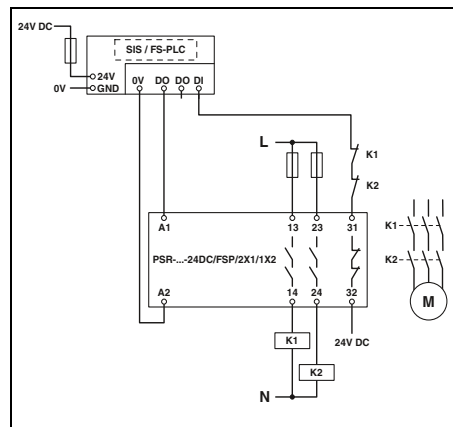 24V DC
SIS / FS-PLC
24V
0V
GND
0V DO DO DI
K1
L
K2
A1 13 23 31
K1
PSR-...-24DC/FSP/2X1/1X2
K2
A2 14 24 32
M
K1
24V DC
K2
N